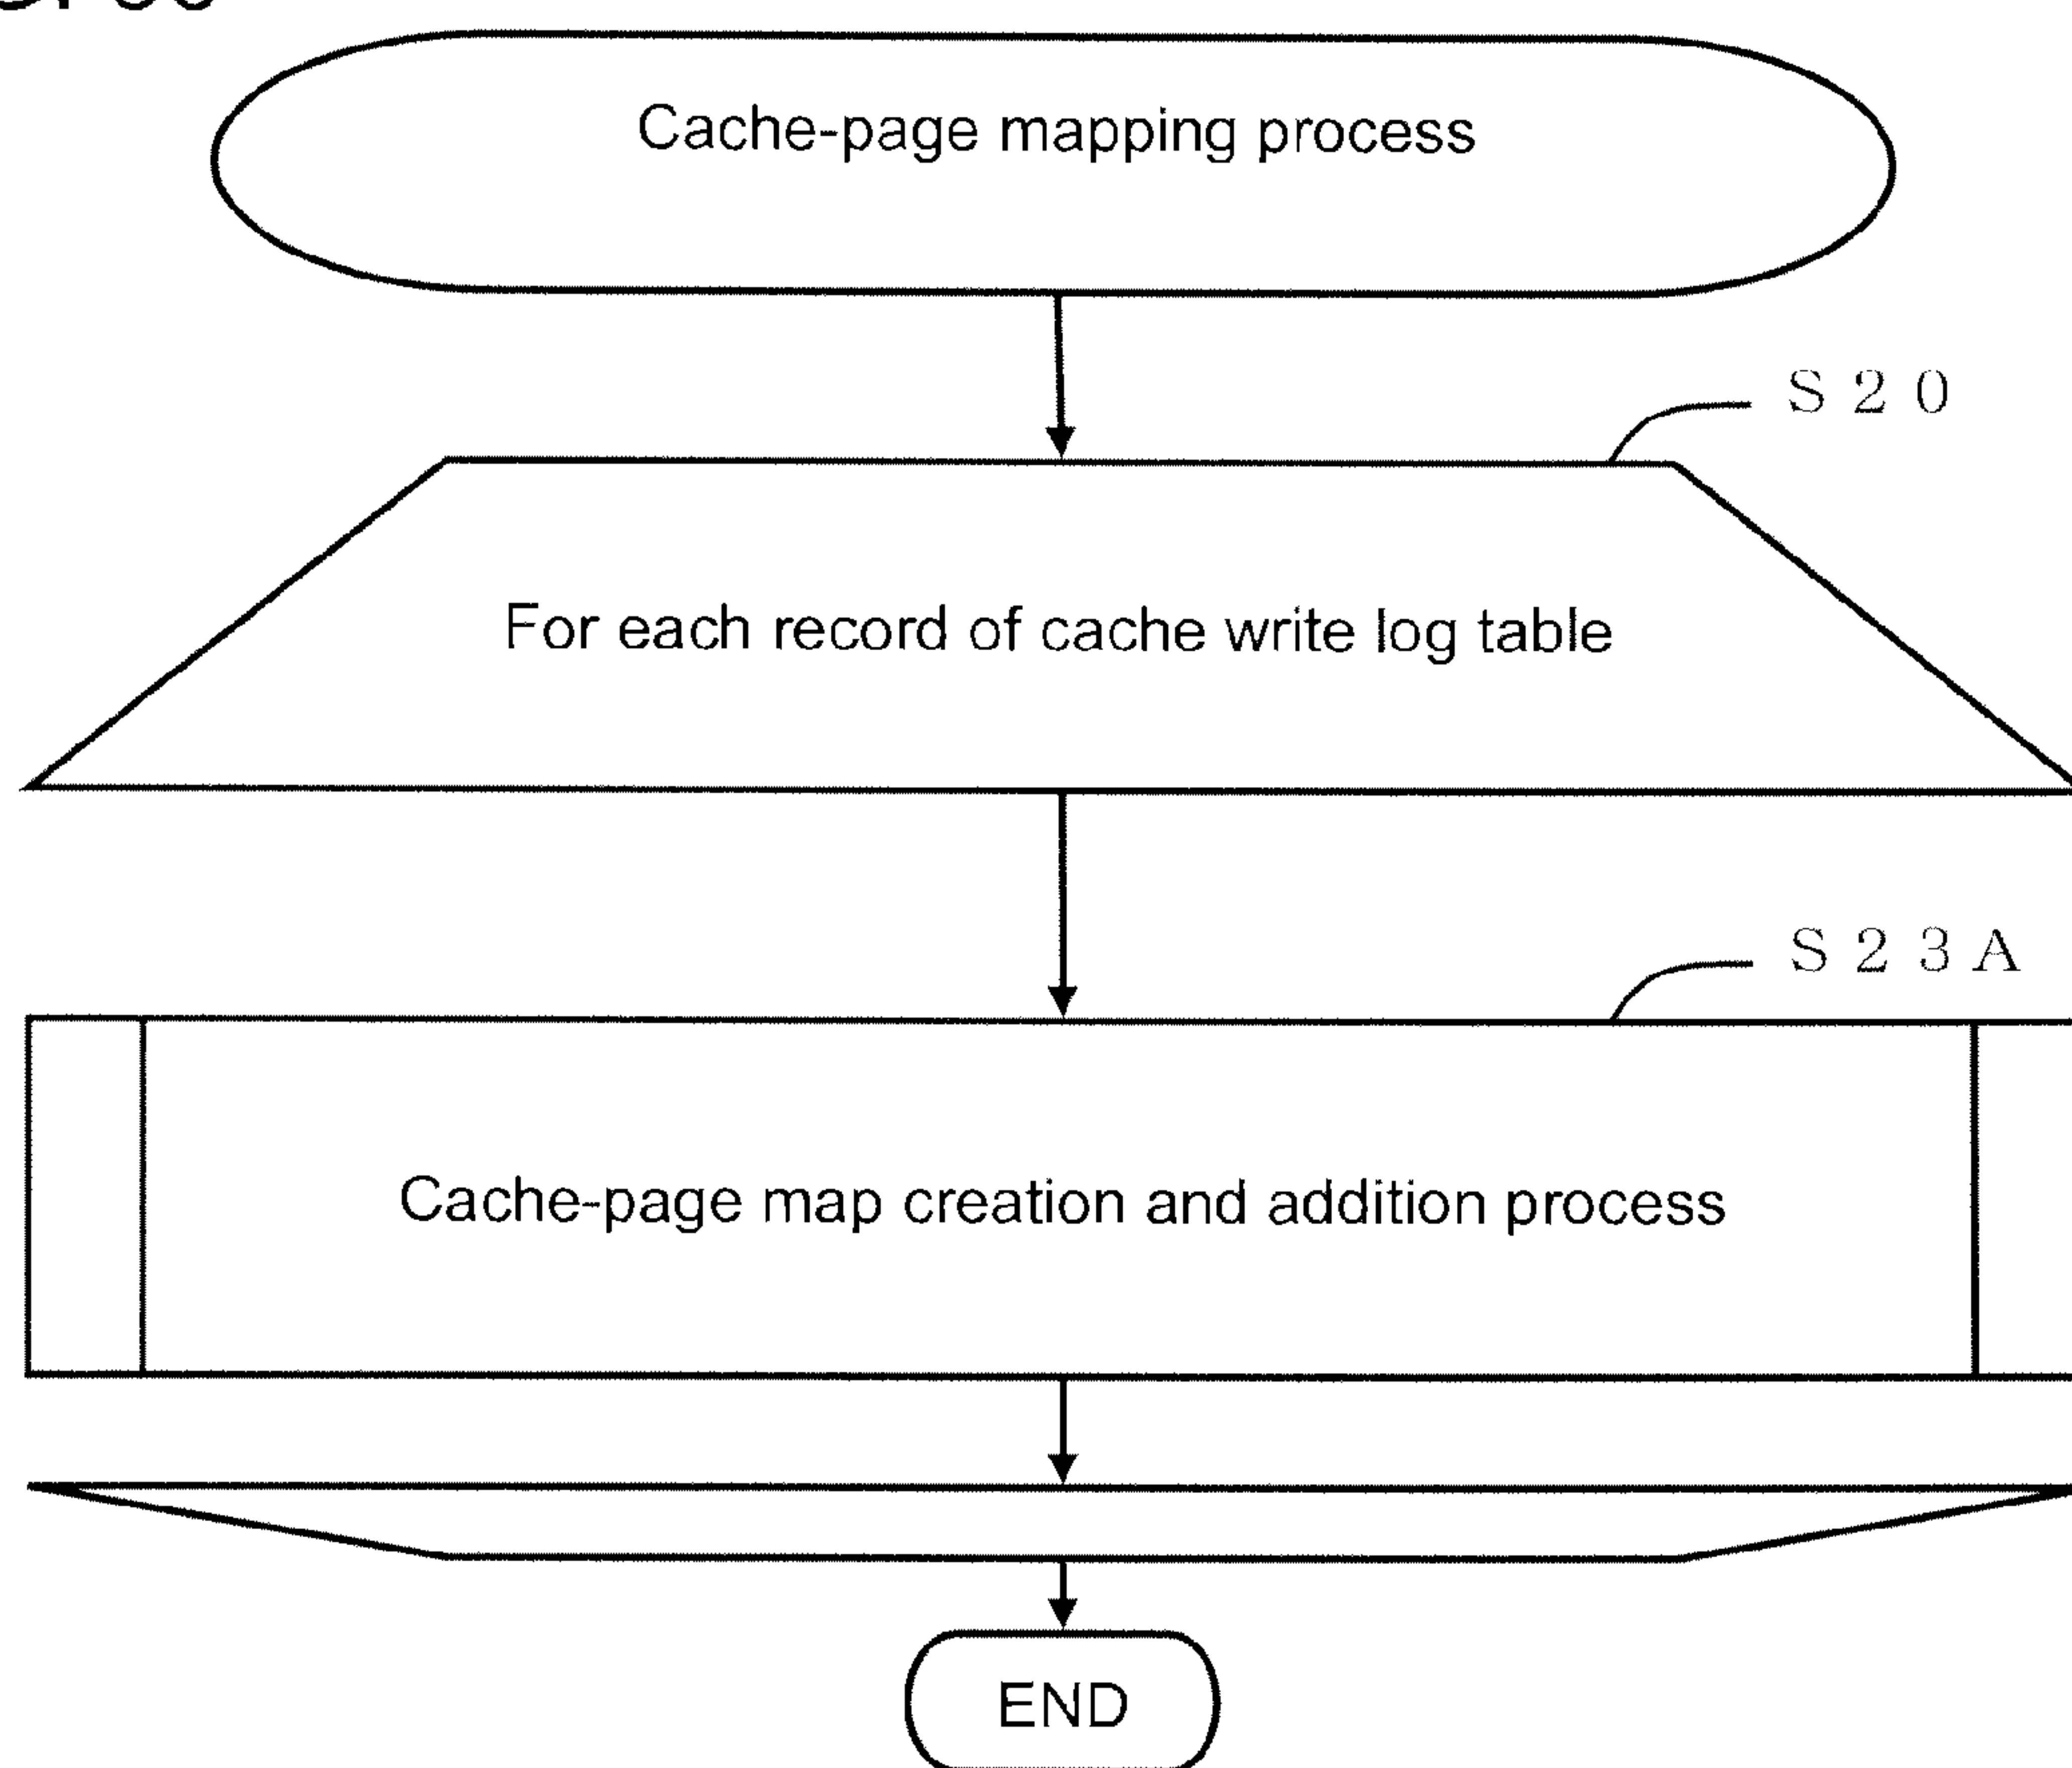 Cache-page mapping process
S20
For each record of cache write log table
S23A
Cache-page map creation and addition process
END